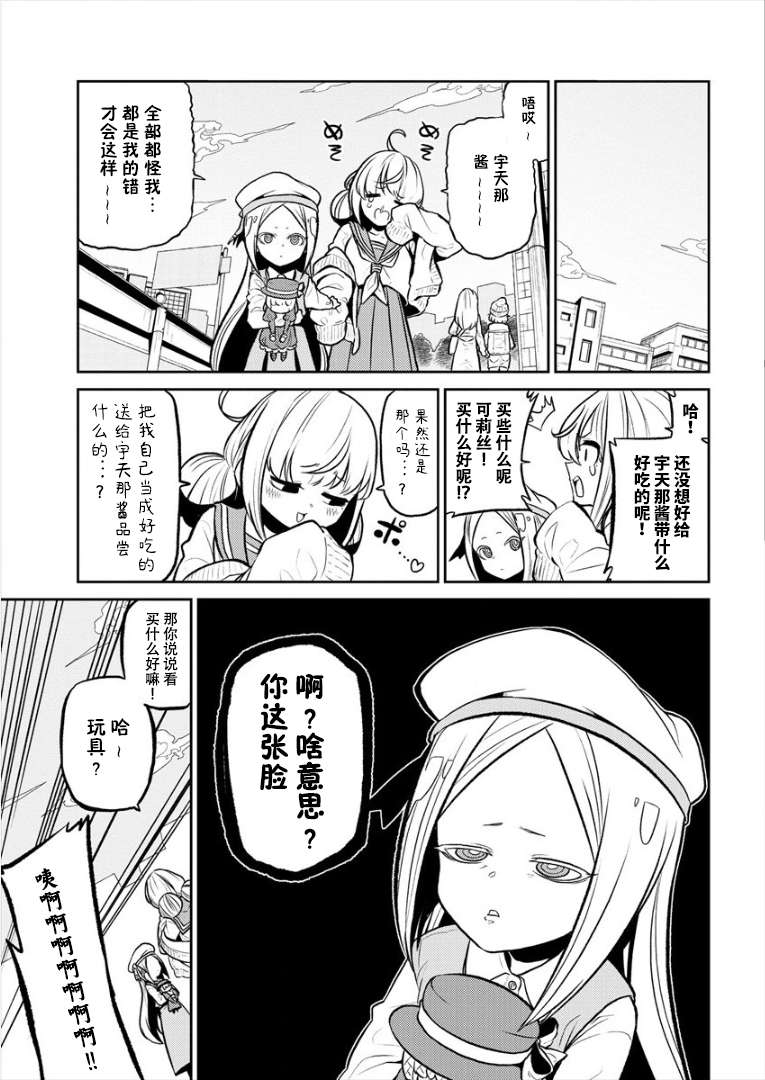 唔哎~
宇天那
酱~~~~
め
め
全部都怪我…
都是我的错
才会这样
~~~~
哈！
还没想好给
宇天那酱带什么
好吃的呢！
买些什么呢
可莉丝！
买什么好呢!?
果然还是
那个吗…？
把我自己当成好吃的
送给宇天那酱品尝
什么的…？
ポ…♡
啊？啥意思？
你这张脸
那你说说看
买什么好嘛！
哈~
玩具？
咦啊啊啊啊啊啊!!